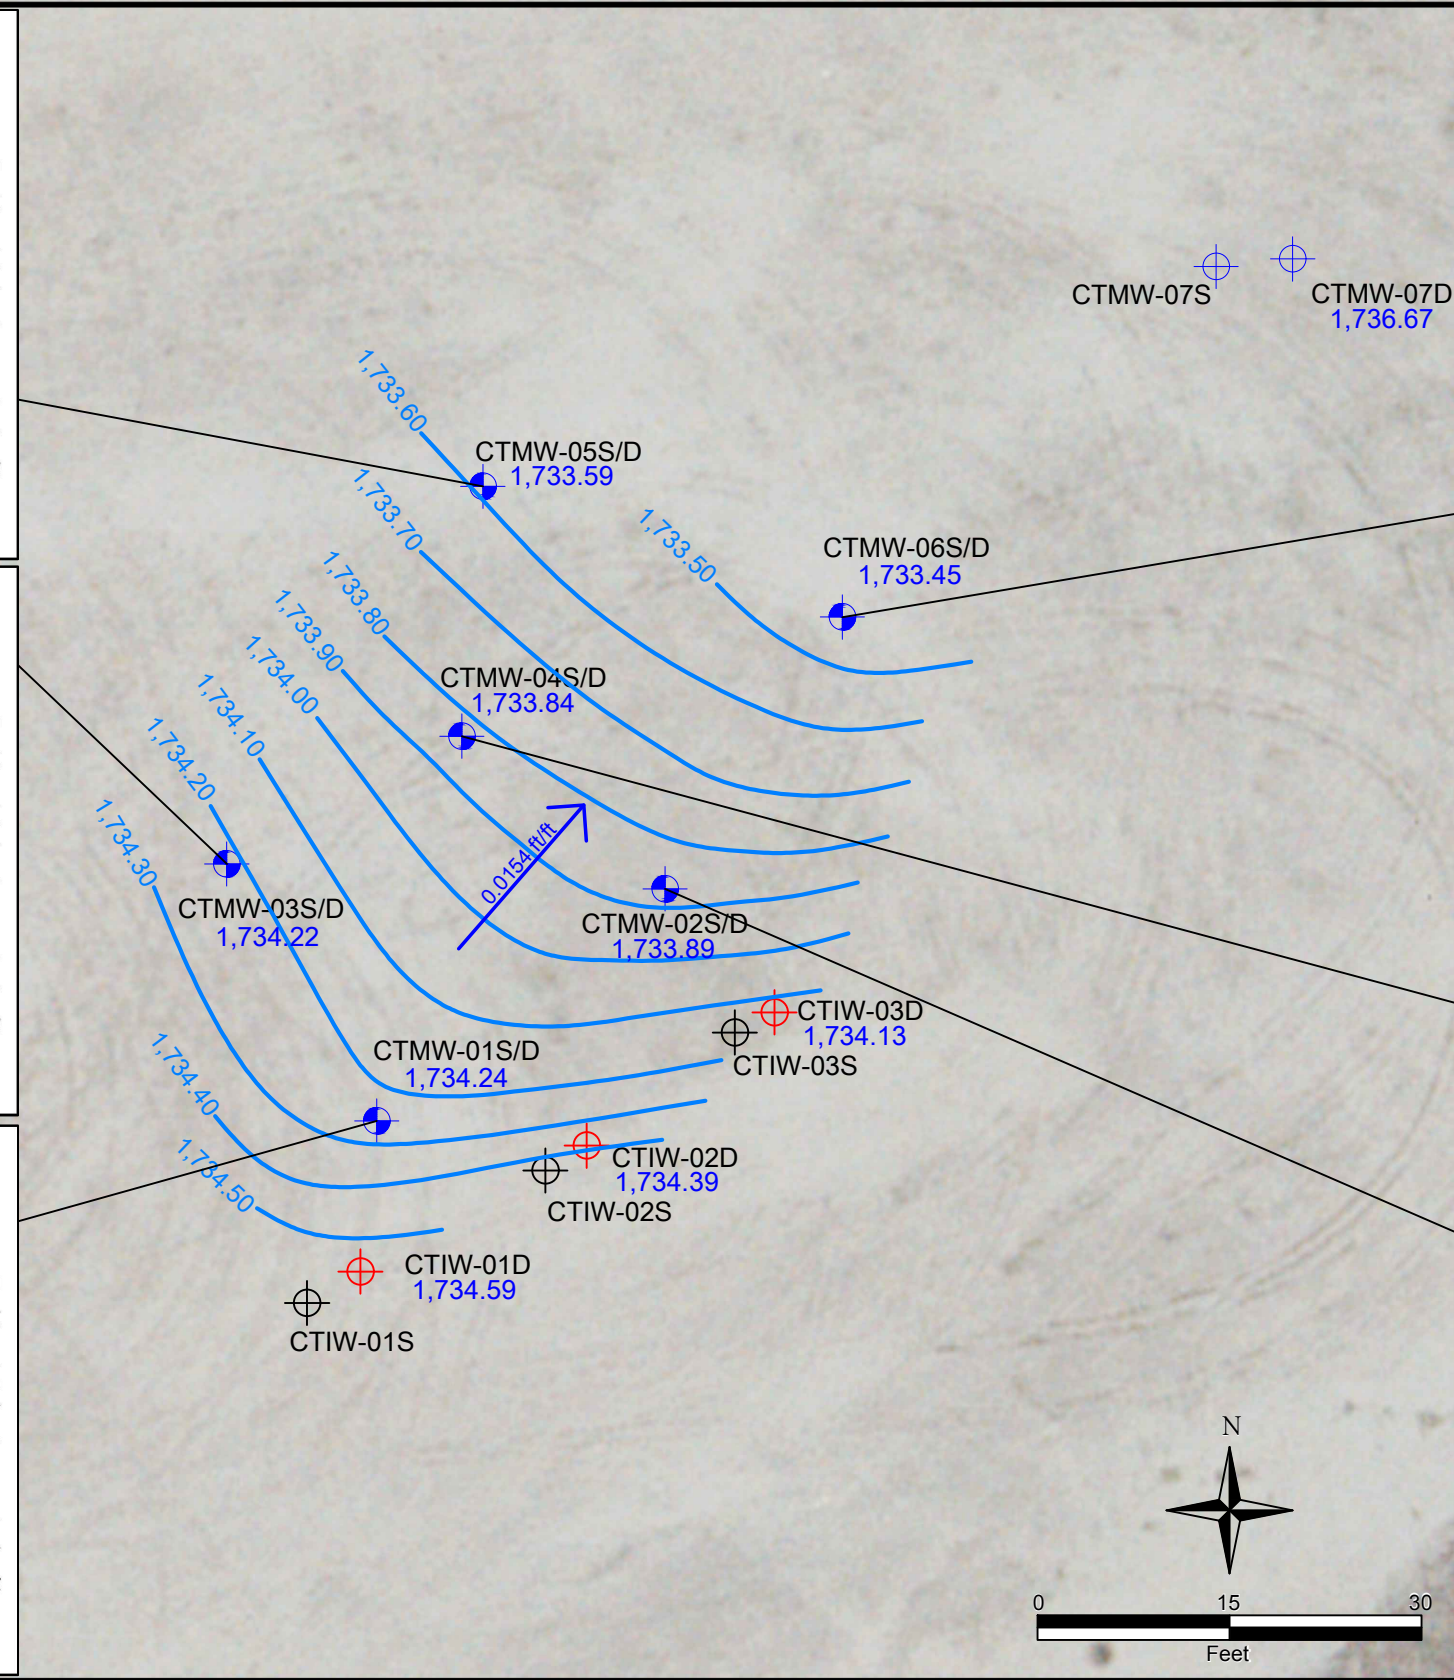 CTMW-07S
CTMW-07D
1,736.67
1,733.60
CTMW-05S/D
1,733.59
1,733.70
1,733.50
CTMW-06S/D
1,733.45
1,733.80
1,733.90
1,734.00
CTMW-04S/D
1,733.84
1,734.10
1,734.20
1,734.30
0.0154 ft/ft
CTMW-03S/D
1,734.22
CTMW-02S/D
1,733.89
CTIW-03D
1,734.13
CTIW-03S
CTMW-01S/D
1,734.24
1,734.40
1,734.50
CTIW-02D
1,734.39
CTIW-02S
CTIW-01D
1,734.59
CTIW-01S
N
0 15 30
Feet